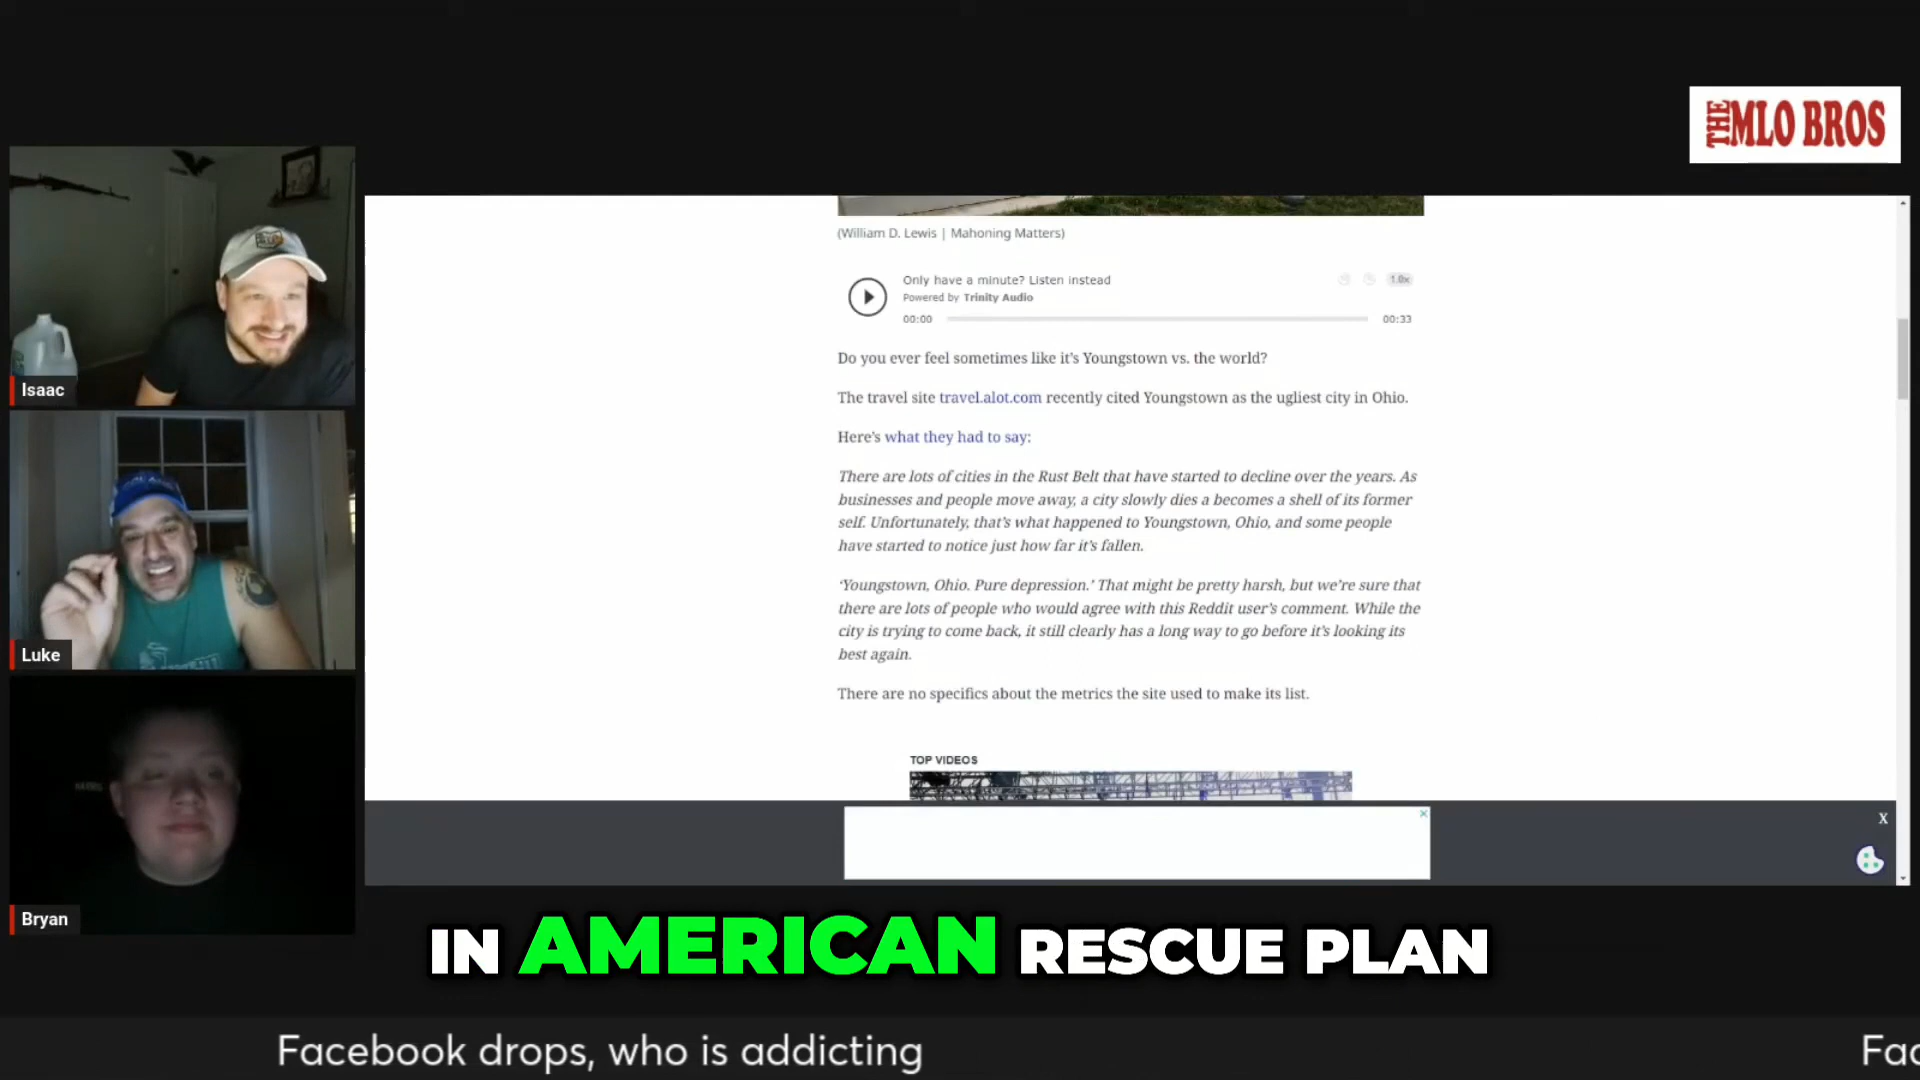 THE MLO BROS
Isaac
Luke
Bryan
(William D. Lewis | Mahoning Matters)
Only have a minute? Listen instead
1.0x
Powered by Trinity Audio
00:00
00:33
Do you ever feel sometimes like it's Youngstown vs. the world?
The travel site travel.alot.com recently cited Youngstown as the ugliest city in Ohio.
Here's what they had to say:
There are lots of cities in the Rust Belt that have started to decline over the years. As
businesses and people move away, a city slowly dies a becomes a shell of its former
self. Unfortunately, that's what happened to Youngstown, Ohio, and some people
have started to notice just how far it's fallen.
'Youngstown, Ohio. Pure depression.' That might be pretty harsh, but we're sure that
there are lots of people who would agree with this Reddit user's comment. While the
city is trying to come back, it still clearly has a long way to go before it's looking its
best again.
There are no specifics about the metrics the site used to make its list.
TOP VIDEOS
X
IN AMERICAN RESCUE PLAN
Facebook drops, who is addicting
Fac